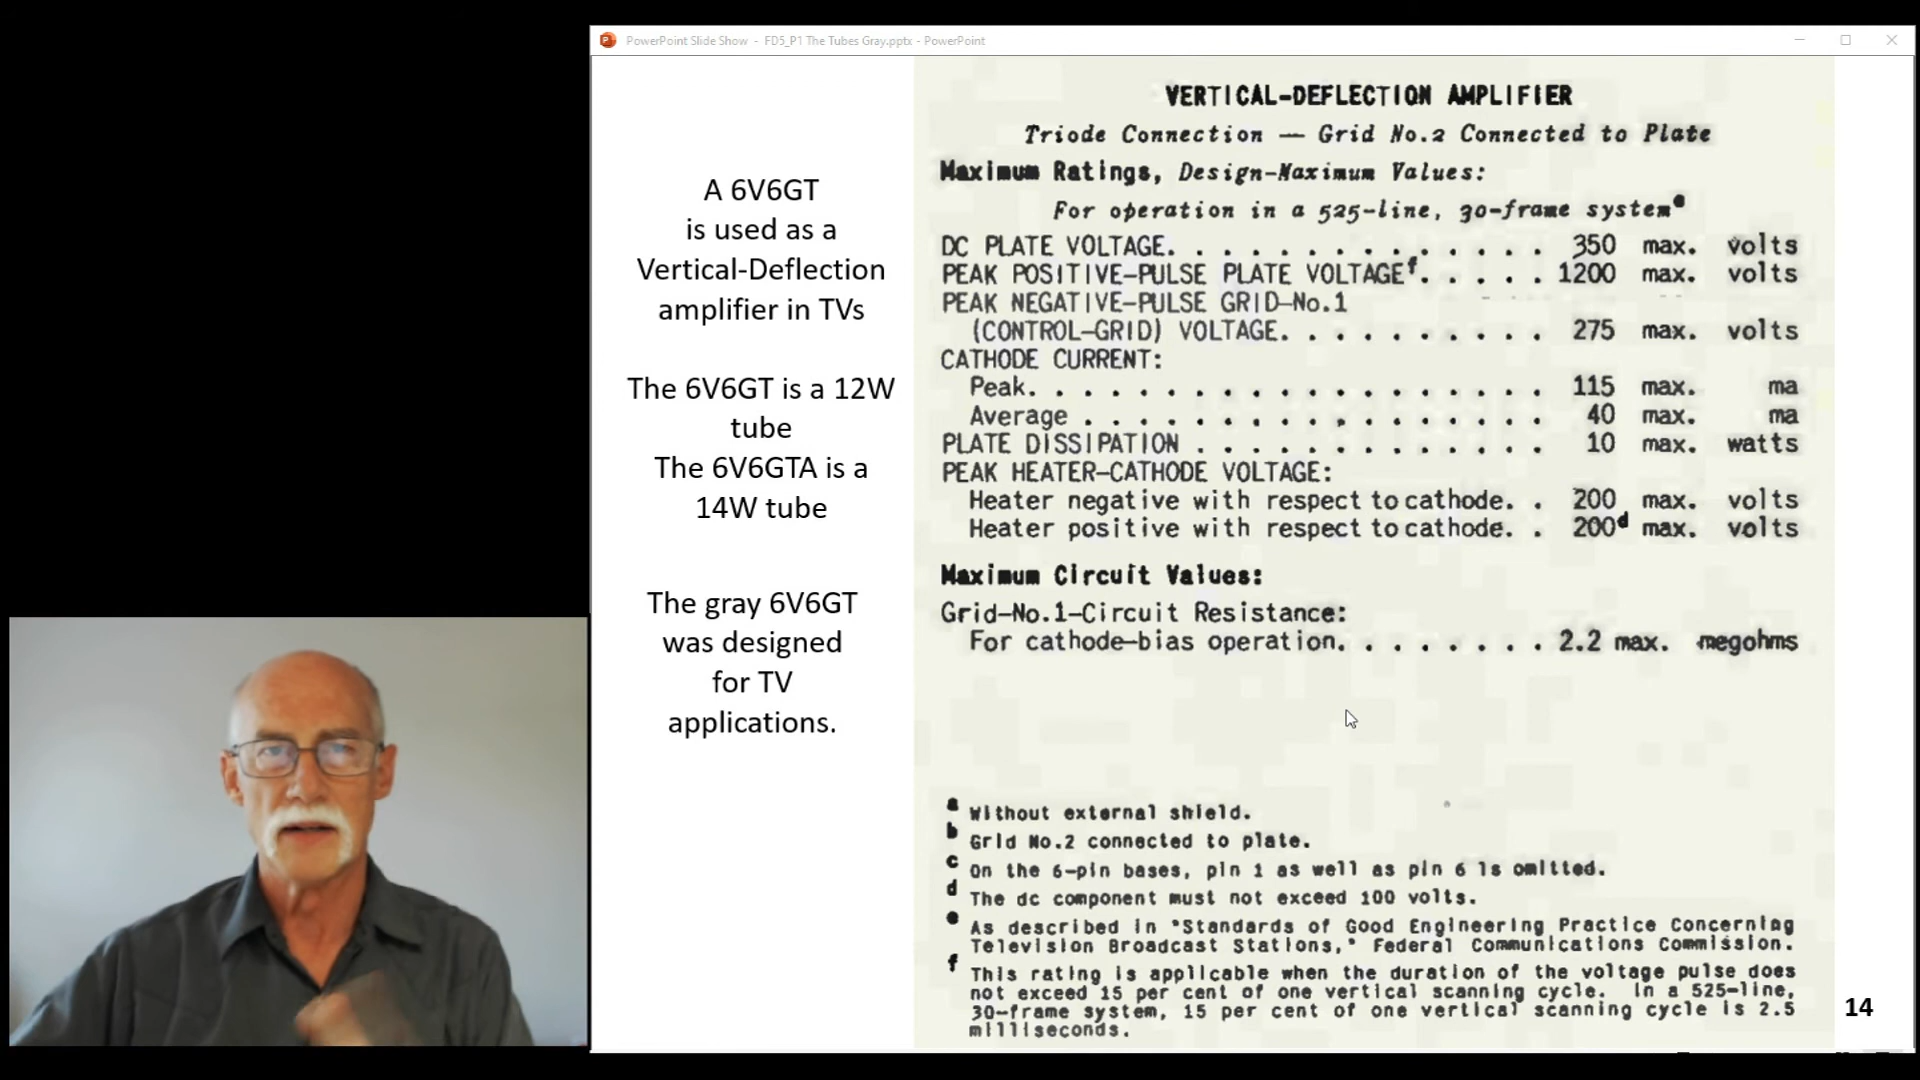 PowerPoint Slide Show - FD5_P1 The Tubes Gray.pptx - PowerPoint
A 6V6GT
is used as a
Vertical-Deflection
amplifier in TVs
The 6V6GT is a 12W
tube
The 6V6GTA is a
14W tube
The gray 6V6GT
was designed
for TV
applications.
VERTICAL-DEFLECTION AMPLIFIER
Triode Connection — Grid No.2 Connected to Plate
Maximum Ratings, Design-Maximum Values:
For operation in a 525-line, 30-frame system e
DC PLATE VOLTAGE. . . . . . . . . . . . . . 350 max. volts
PEAK POSITIVE-PULSE PLATE VOLTAGE f. . . . . 1200 max. volts
PEAK NEGATIVE-PULSE GRID-No.1
(CONTROL-GRID) VOLTAGE. . . . . . . . . . 275 max. volts
CATHODE CURRENT:
Peak. . . . . . . . . . . . . . . . . . . 115 max. ma
Average . . . . . . . . . . . . . . . . . 40 max. ma
PLATE DISSIPATION . . . . . . . . . . . . . 10 max. watts
PEAK HEATER-CATHODE VOLTAGE:
Heater negative with respect to cathode. . 200 max. volts
Heater positive with respect to cathode. . 200 d max. volts
Maximum Circuit Values:
Grid-No.1-Circuit Resistance:
For cathode-bias operation. . . . . . . . 2.2 max. megohms
a Without external shield.
b Grid No.2 connected to plate.
c On the 6-pin bases, pin 1 as well as pin 6 is omitted.
d The dc component must not exceed 100 volts.
e As described in "Standards of Good Engineering Practice Concerning
Television Broadcast Stations," Federal Communications Commission.
f This rating is applicable when the duration of the voltage pulse does
not exceed 15 per cent of one vertical scanning cycle. In a 525-line,
30-frame system, 15 per cent of one vertical scanning cycle is 2.5
milliseconds.
14